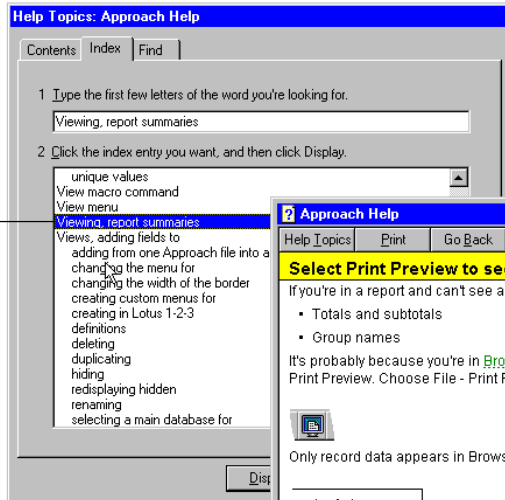 Help Topics: Approach Help
Contents Index Find
1 Type the first few letters of the word you're looking for.
Viewing, report summaries
2 Click the index entry you want, and then click Display.
unique values
View macro command
View menu
Viewing, report summaries
Views, adding fields to
adding from one Approach file into a
changing the menu for
changing the width of the border
creating custom menus for
creating in Lotus 1-2-3
definitions
deleting
duplicating
hiding
redisplaying hidden
renaming
selecting a main database for
Approach Help
Help Topics Print Go Back
Select Print Preview to
If you're in a report and can't see a
• Totals and subtotals
• Group names
It's probably because you're in
Print Preview. Choose File - Print
Only record data appears in